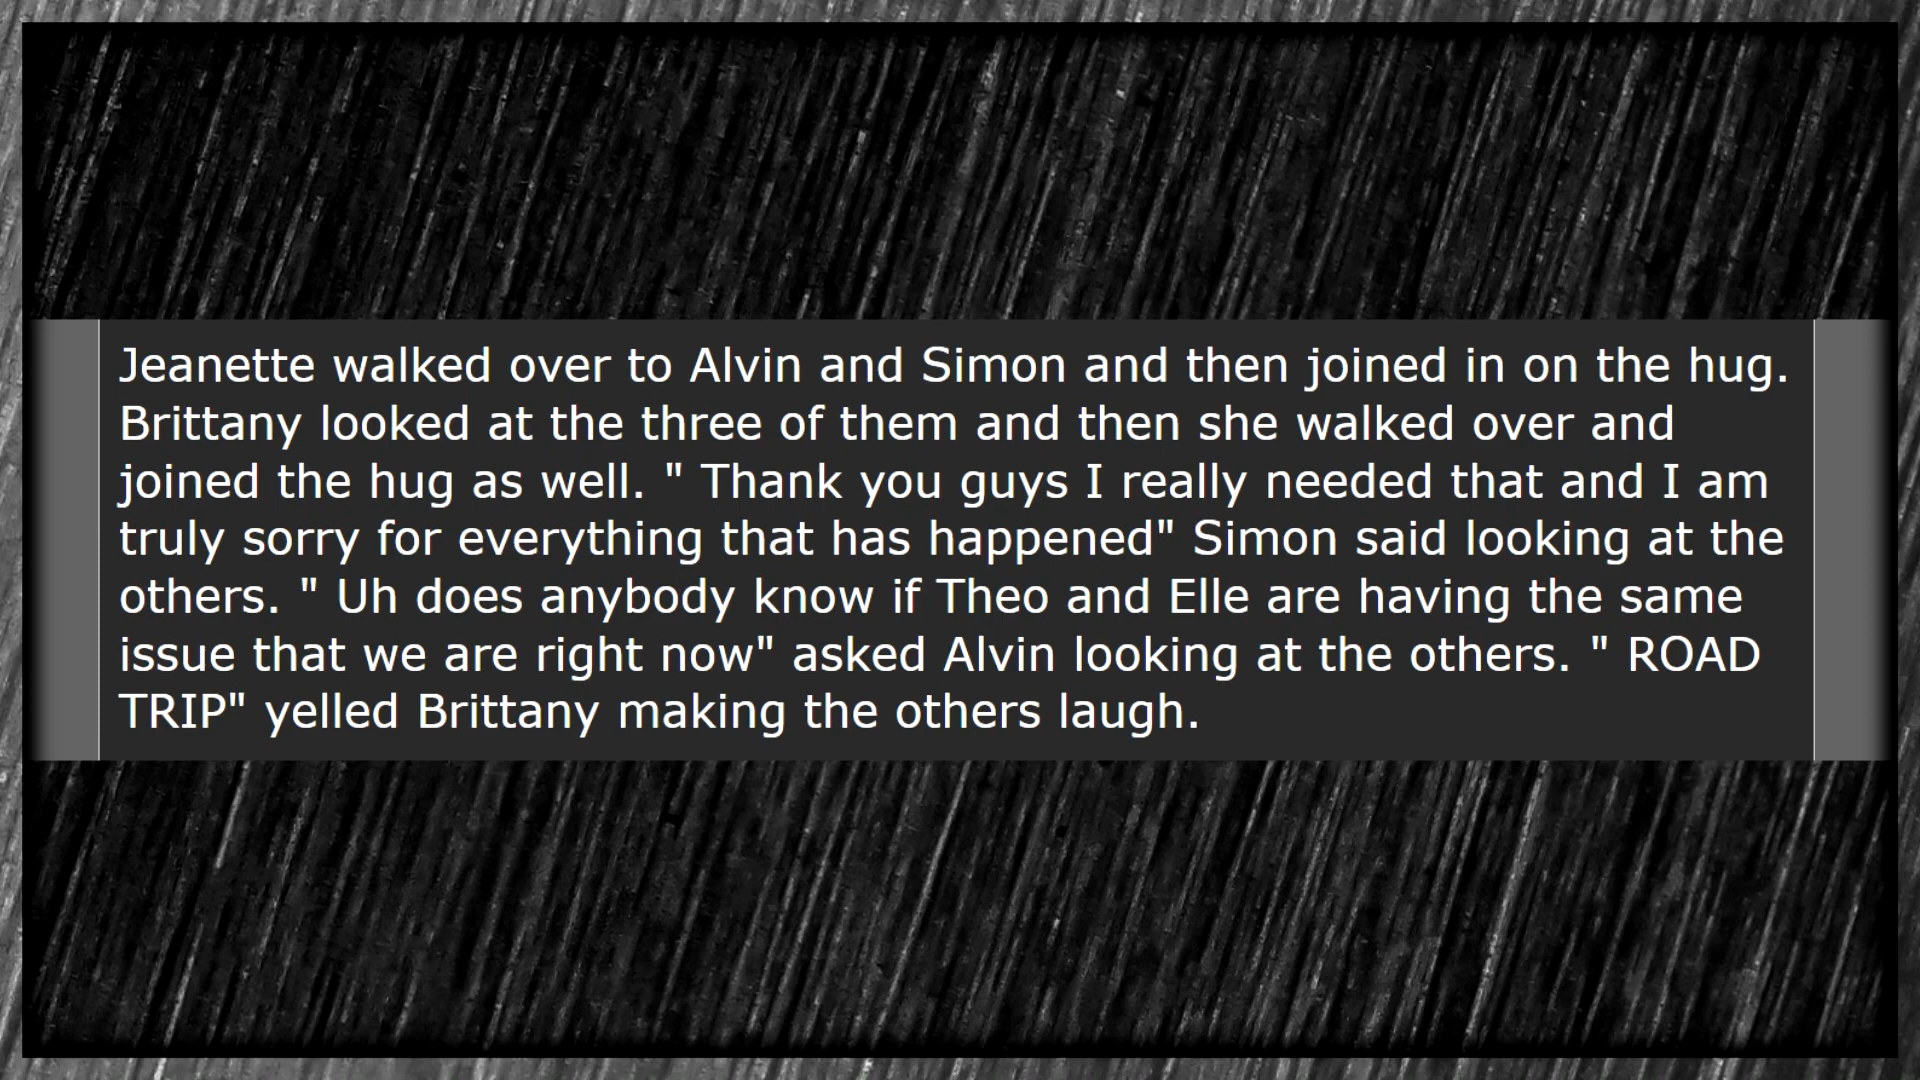 Jeanette walked over to Alvin and Simon and then joined in on the hug.
Brittany looked at the three of them and then she walked over and
joined the hug as well. " Thank you guys I really needed that and I am
truly sorry for everything that has happened" Simon said looking at the
others. " Uh does anybody know if Theo and Elle are having the same
issue that we are right now" asked Alvin looking at the others. " ROAD
TRIP" yelled Brittany making the others laugh.